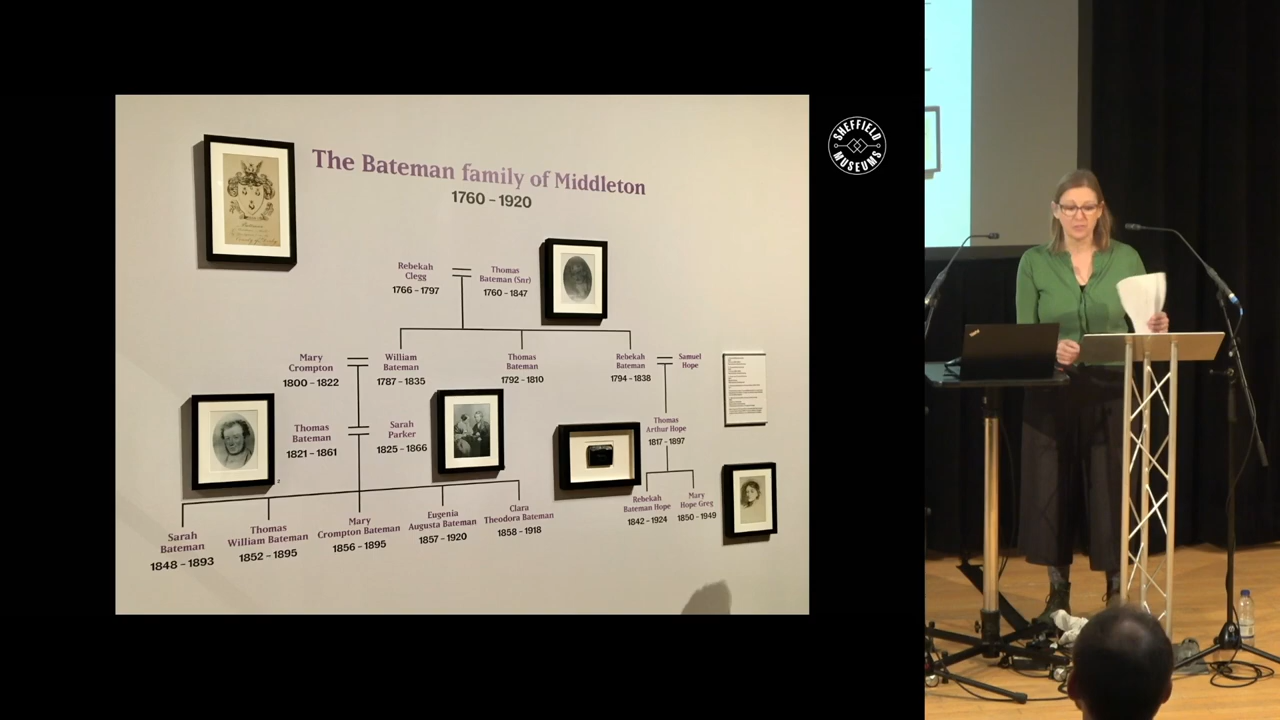 The Bateman family of Middleton
1760 – 1920
SHEFFIELD
MUSEUMS
Rebekah
Clegg
1766 – 1797
Thomas
Bateman (Snr)
1760 – 1847
Mary
Crompton
1800 – 1822
William
Bateman
1787 – 1835
Thomas
Bateman
1792 – 1810
Rebekah
Bateman
1794 – 1838
Samuel
Hope
Thomas
Bateman
1821 – 1861
Sarah
Parker
1825 – 1866
Thomas
Arthur Hope
1817 – 1897
Sarah
Bateman
1848 – 1893
Thomas
William Bateman
1852 – 1895
Mary
Crompton Bateman
1856 – 1895
Eugenia
Augusta Bateman
1857 – 1920
Clara
Theodora Bateman
1858 – 1918
Rebekah
Bateman Hope
1842 – 1924
Mary
Hope Greg
1850 – 1949